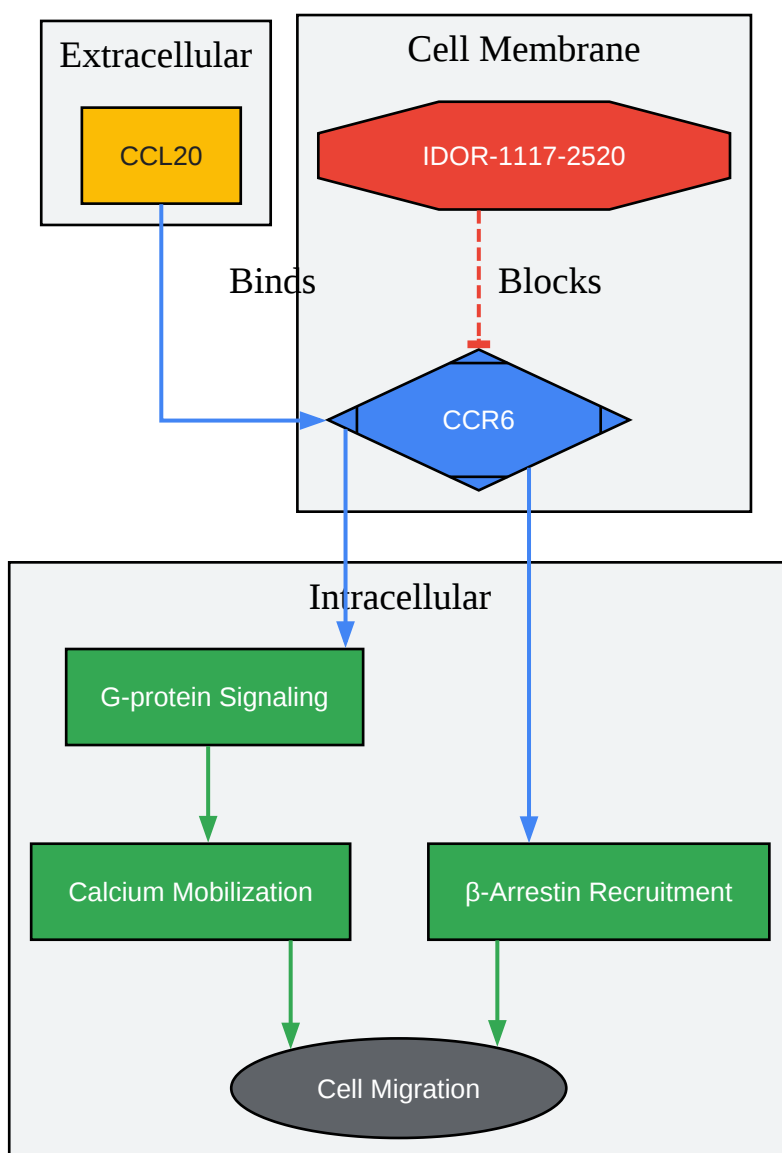 Extracellular
Cell Membrane
CCL20
IDOR-1117-2520
Binds
Blocks
CCR6
Intracellular
G-protein Signaling
Calcium Mobilization
β-Arrestin Recruitment
Cell Migration